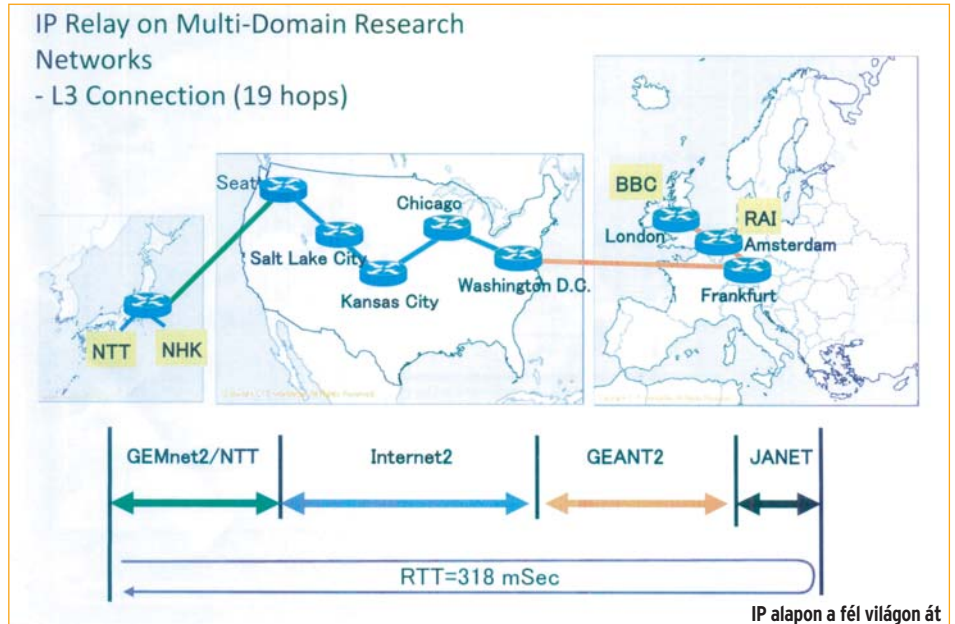 IP Relay on Multi-Domain Research
Networks
- L3 Connection (19 hops)
BBC
RAI
Seat
Chicago
London
Amsterdam
Salt Lake City
Washington D.C.
Kansas City
Frankfurt
NTT
NHK
GEMnet2/NTT
Internet2
GEANT2
JANET
RTT=318 mSec
IP alapon a fél világon át